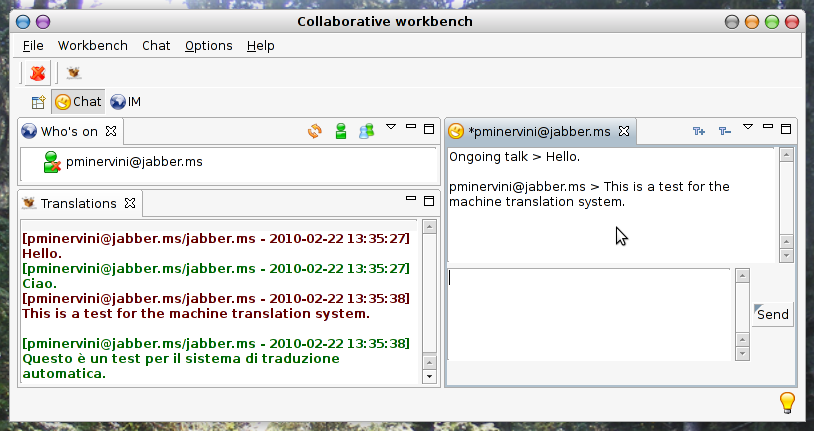 Collaborative workbench
File Workbench Chat Options Help
Chat IM
Who's on
pminervini@jabber.ms
Translations
[pminervini@jabber.ms/jabber.ms - 2010-02-22 13:35:27]
Hello.
[pminervini@jabber.ms/jabber.ms - 2010-02-22 13:35:27]
Ciao.
[pminervini@jabber.ms/jabber.ms - 2010-02-22 13:35:38]
This is a test for the machine translation system.
[pminervini@jabber.ms/jabber.ms - 2010-02-22 13:35:38]
Questo è un test per il sistema di traduzione
automatica.
*pminervini@jabber.ms
T+ T-
Ongoing talk > Hello.
pminervini@jabber.ms > This is a test for the
machine translation system.
Send